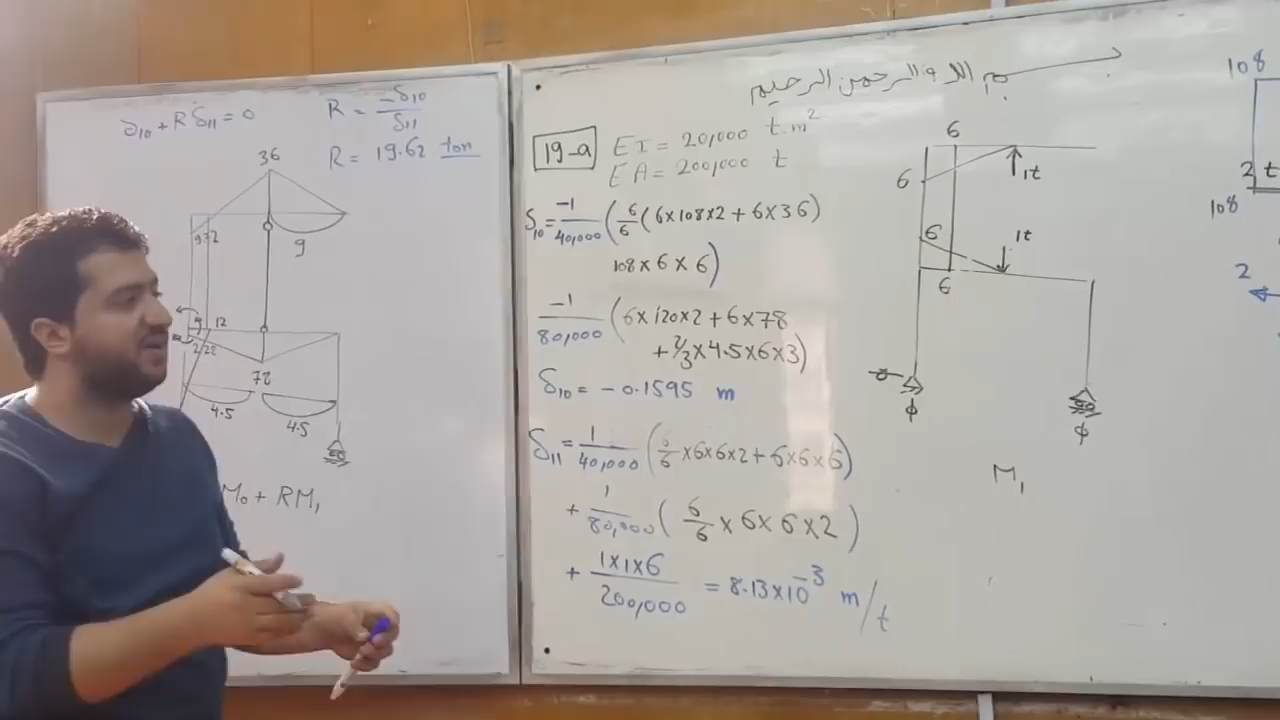 δ10 + R δ11 = 0
R = -δ10 / δ11
R = 19.62 ton
36
9
9.72
12
2.28
78
4.5
4.5
M0 + RM1
بسم الله الرحمن الرحيم
19-a
EI = 20,000 t.m²
EA = 200,000 t
δ10 = -1/40,000 (6/6 (6×108×2 + 6×36)
108×6×6)
-1/80,000 (6×120×2 + 6×78
+ 2/3×4.5×6×3)
δ10 = -0.1595 m
δ11 = 1/40,000 (6/6 ×6×6×2 + 6×6×6)
+ 1/80,000 (6/6 × 6×6×2)
+ 1×1×6 / 200,000 = 8.13×10⁻³ m/t
6
6
1t
6
1t
6
φ
φ
M1
108
2 t
108
2